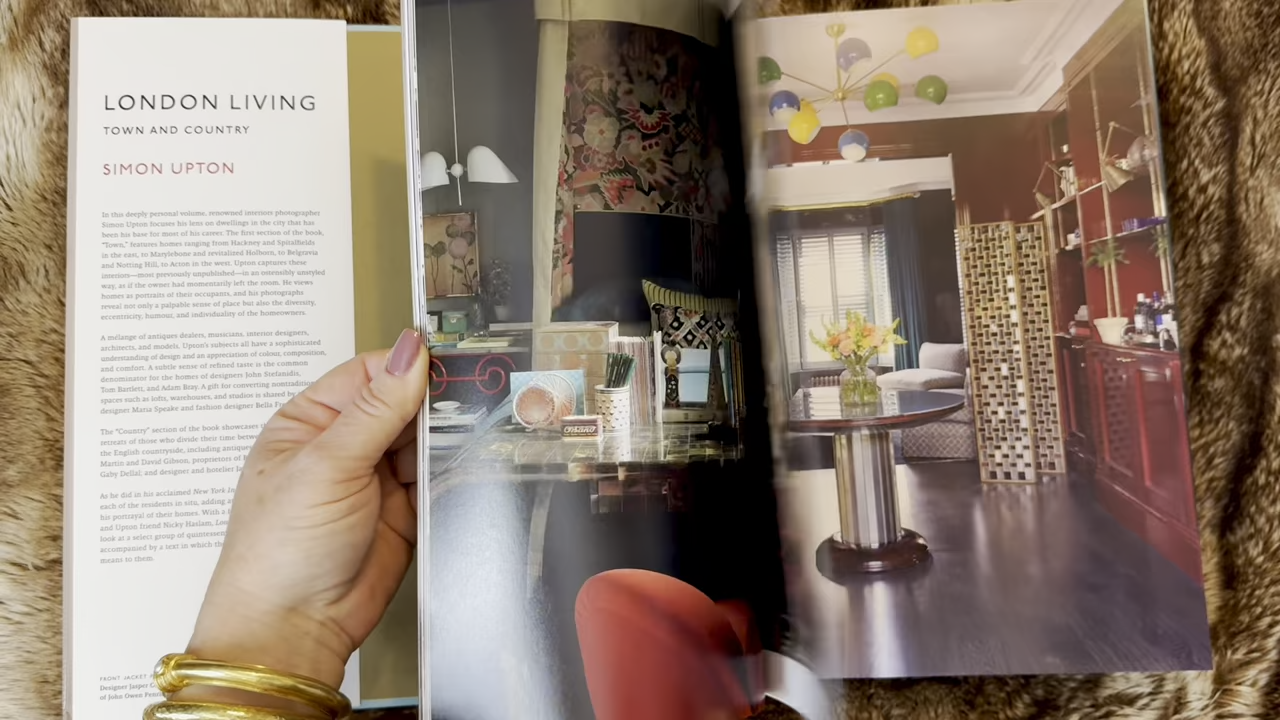 LONDON LIVING
TOWN AND COUNTRY
SIMON UPTON
In this deeply personal volume, renowned interiors photographer
Simon Upton focuses his lens on dwellings in the city that has
been his base for most of his career. The first section of the book,
"Town," features homes ranging from Hackney and Spitalfields
in the east, to Marylebone and revitalized Holborn, to Belgravia
and Notting Hill, to Acton in the west. Upton captures these
interiors—most previously unpublished—in an ostensibly unstyled
way, as if the owner had momentarily left the room. He views
homes as portraits of their occupants, and his photographs
reveal not only a palpable sense of place but also the diversity,
eccentricity, humour, and individuality of the homeowners.
A mélange of antiques dealers, musicians, interior designers,
architects, and models, Upton's subjects all have a sophisticated
understanding of design and an appreciation of colour, composition,
and comfort. A subtle sense of refined taste is the common
denominator for the homes of designers John Stefanidis,
Tom Bartlett, and Adam Bray. A gift for converting
spaces such as lofts, warehouses, and studios is shared
designer Maria Speake and fashion designer Bella
The "Country" section of the book showcases
retreats of those who divide their time
the English countryside, including
Martin and David Gibson; proprietors of
Gaby Dellal; and designer and hotelier
As he did in his acclaimed New York
each of the residents in situ, adding
his portrayal of their homes. With a
and Upton friend Nicky Haslam,
look at a select group of
accompanied by a text in which
means to them.
FRONT JACKET
Designer Jasper
of John Owen